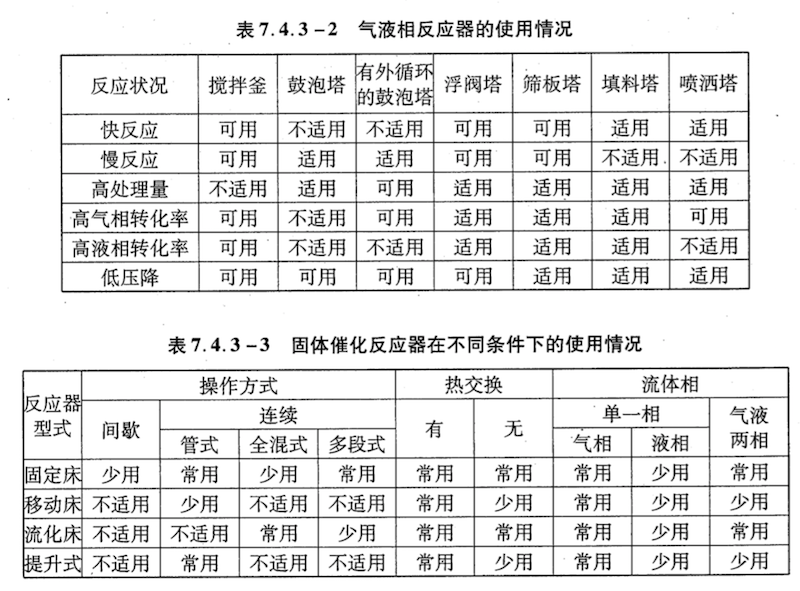 表7.4.3-2 气液相反应器的使用情况
反应状况 搅拌釜 鼓泡塔 有外循环的鼓泡塔 浮阀塔 筛板塔 填料塔 喷洒塔
快反应 可用 不适用 不适用 可用 可用 适用 适用
慢反应 可用 适用 适用 可用 可用 不适用 不适用
高处理量 不适用 适用 可用 适用 适用 适用 适用
高气相转化率 可用 不适用 可用 适用 适用 适用 可用
高液相转化率 可用 不适用 不适用 适用 适用 适用 不适用
低压降 可用 可用 可用 可用 适用 适用 适用
表7.4.3-3 固体催化反应器在不同条件下的使用情况
反应器型式 操作方式 热交换 流体相
间歇 连续 有 无 单一相 气液两相
管式 全混式 多段式 气相 液相
固定床 少用 常用 少用 常用 常用 常用 常用 少用 常用
移动床 不适用 少用 不适用 不适用 常用 少用 常用 少用 少用
流化床 不适用 不适用 常用 少用 常用 常用 常用 少用 常用
提升式 不适用 常用 不适用 不适用 常用 少用 常用 少用 少用